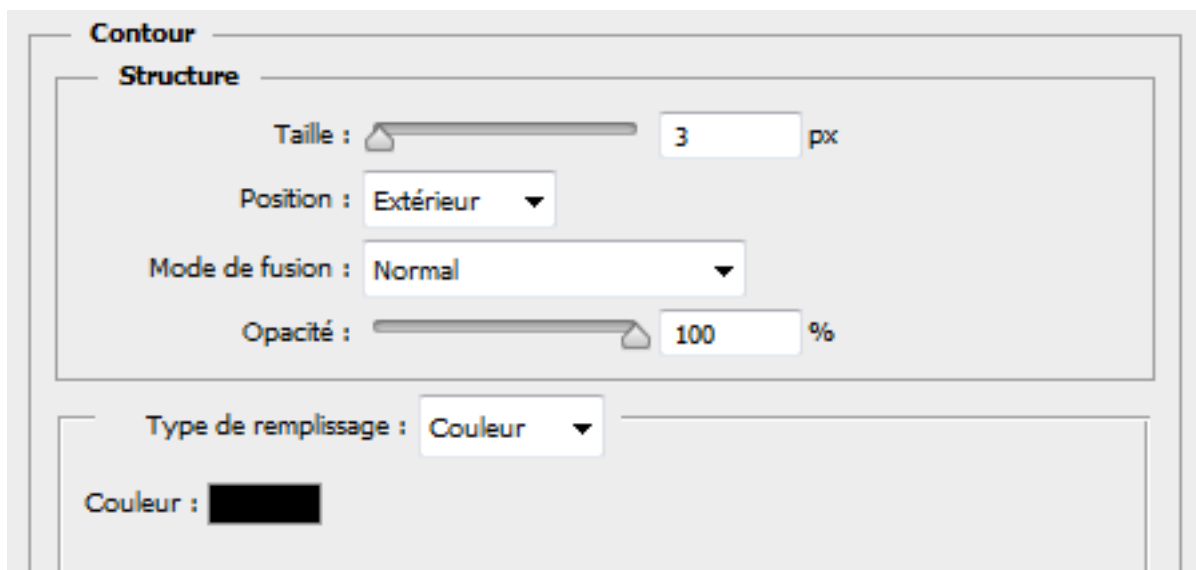 Contour
Structure
Taille : 3 px
Position : Extérieur
Mode de fusion : Normal
Opacité : 100 %
Type de remplissage : Couleur
Couleur :